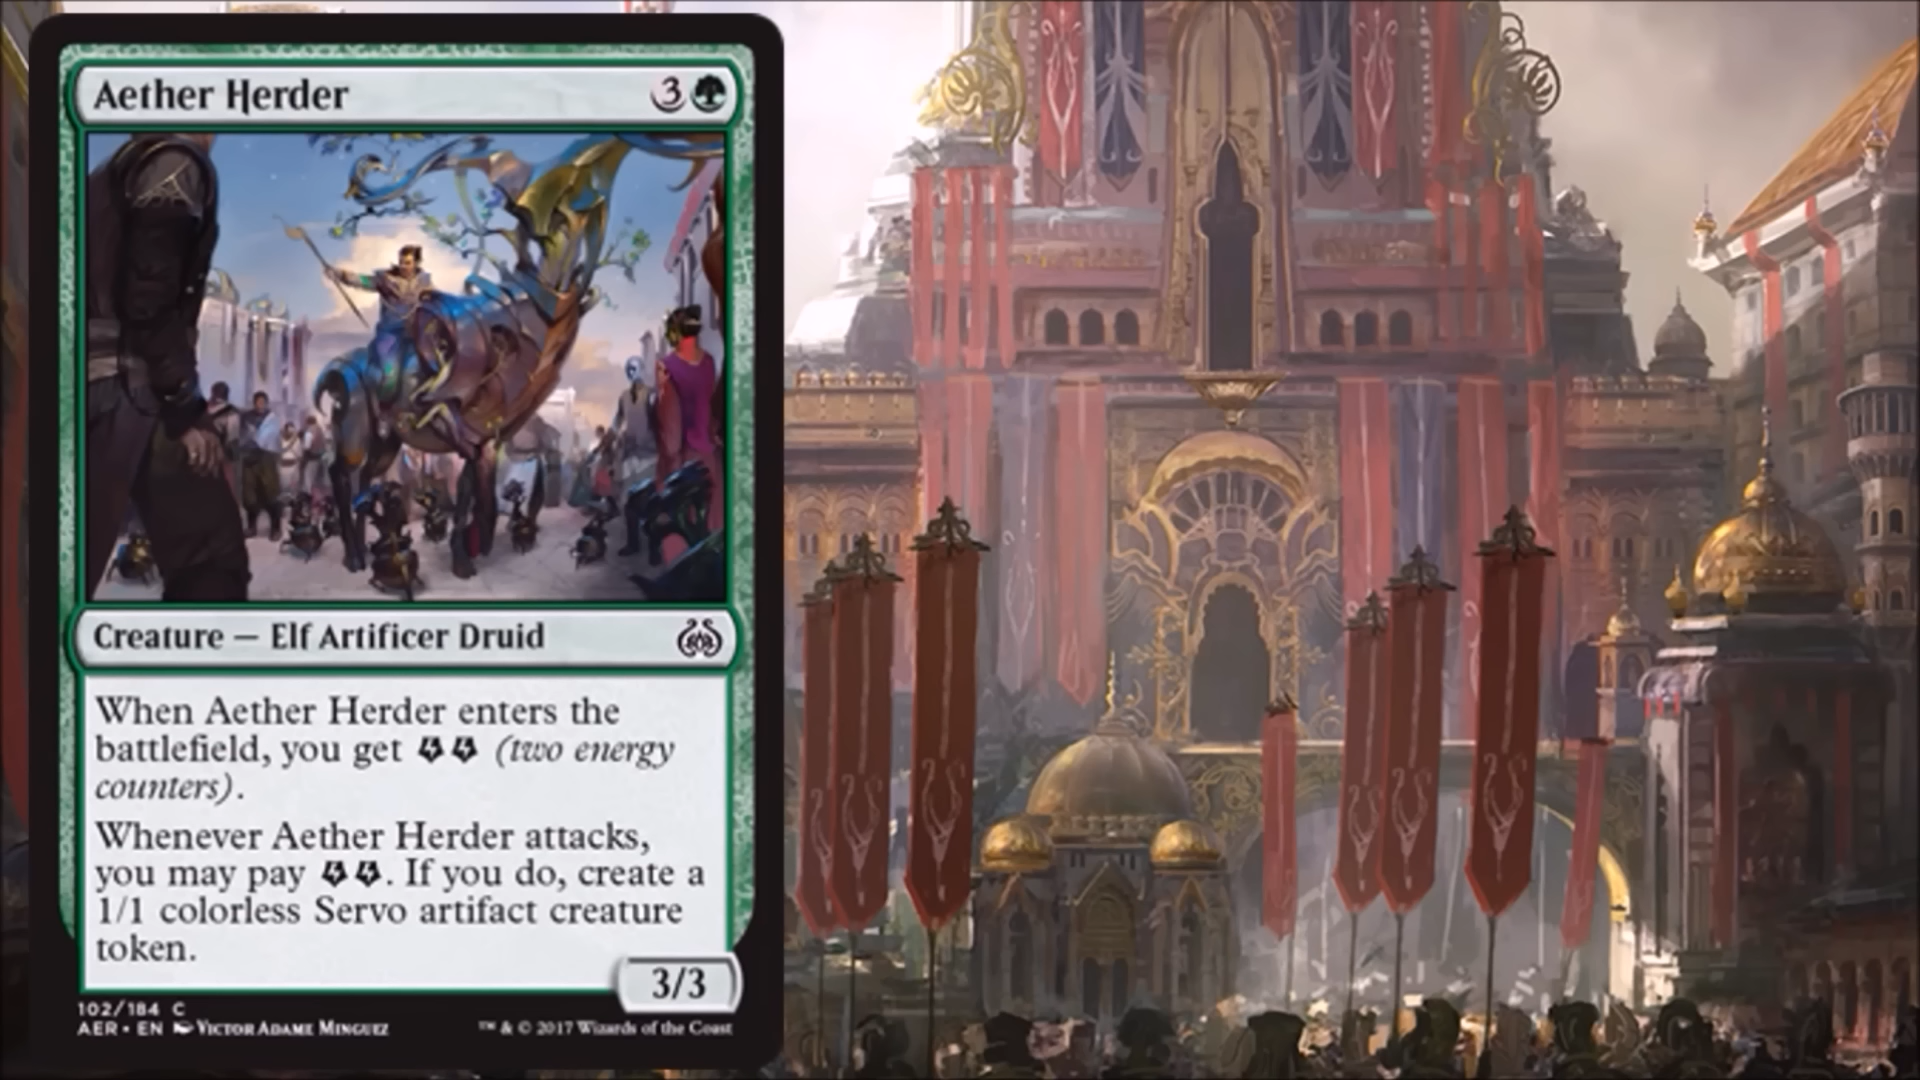 Aether Herder 3
Creature — Elf Artificer Druid
When Aether Herder enters the
battlefield, you get (two energy
counters).
Whenever Aether Herder attacks,
you may pay . If you do, create a
1/1 colorless Servo artifact creature
token.
3/3
102/184 C
AER • EN Victor Adame Minguez
™ & © 2017 Wizards of the Coast